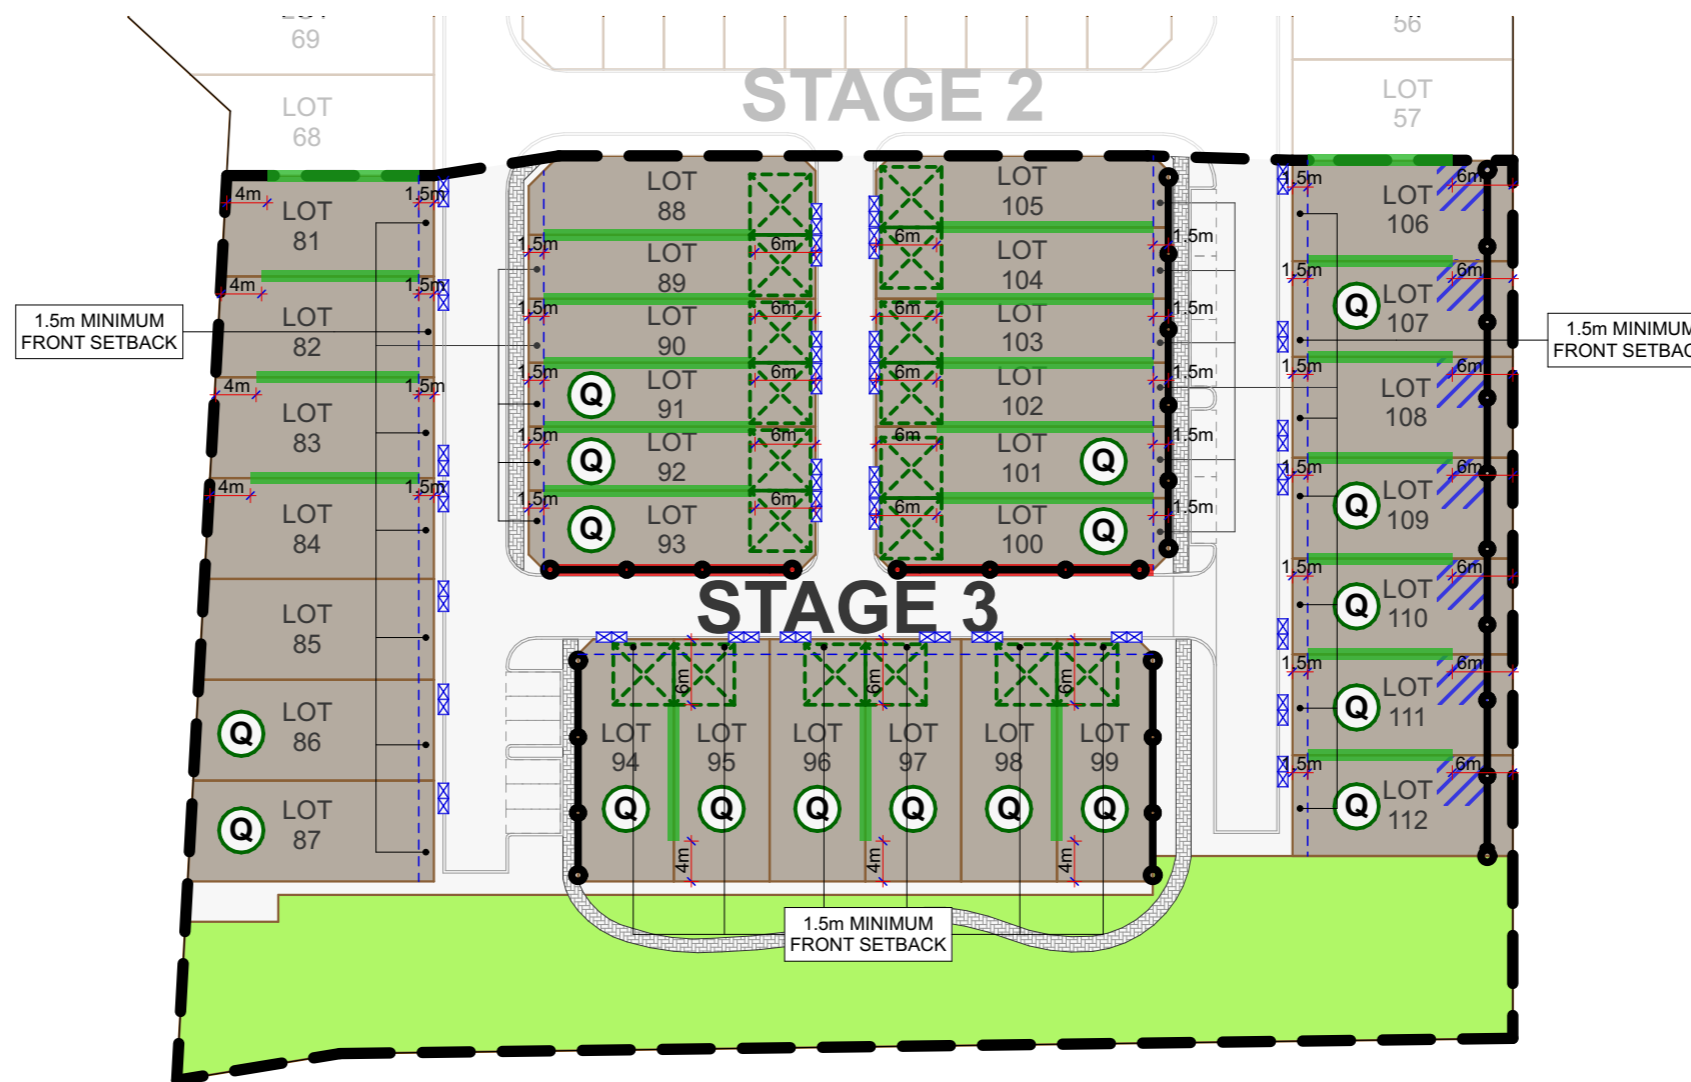 69
56
STAGE 2
LOT
68
LOT
57
4m
1.5m
LOT
81
LOT
88
LOT
105
1.5m
6m
LOT
106
1.5m
6m
LOT
89
6m
LOT
104
1.5m
4m
1.5m
LOT
82
1.5m
6m
LOT
90
6m
LOT
103
1.5m
1.5m
6m
Q
LOT
107
1.5m MINIMUM
FRONT SETBACK
1.5m MINIMUM
FRONT SETBAC
4m
1.5m
LOT
83
1.5m
6m
Q
LOT
91
6m
LOT
102
1.5m
1.5m
6m
LOT
108
1.5m
6m
Q
LOT
92
6m
LOT
101
Q
1.5m
4m
1.5m
LOT
84
1.5m
6m
Q
LOT
93
6m
LOT
100
Q
1.5m
1.5m
6m
Q
LOT
109
STAGE 3
1.5m
6m
Q
LOT
110
LOT
85
6m
6m
6m
1.5m
6m
Q
LOT
111
Q
LOT
86
LOT
94
LOT
95
LOT
96
LOT
97
LOT
98
LOT
99
Q
Q
Q
Q
Q
Q
1.5m
6m
Q
LOT
112
Q
LOT
87
4m
4m
4m
1.5m MINIMUM
FRONT SETBACK